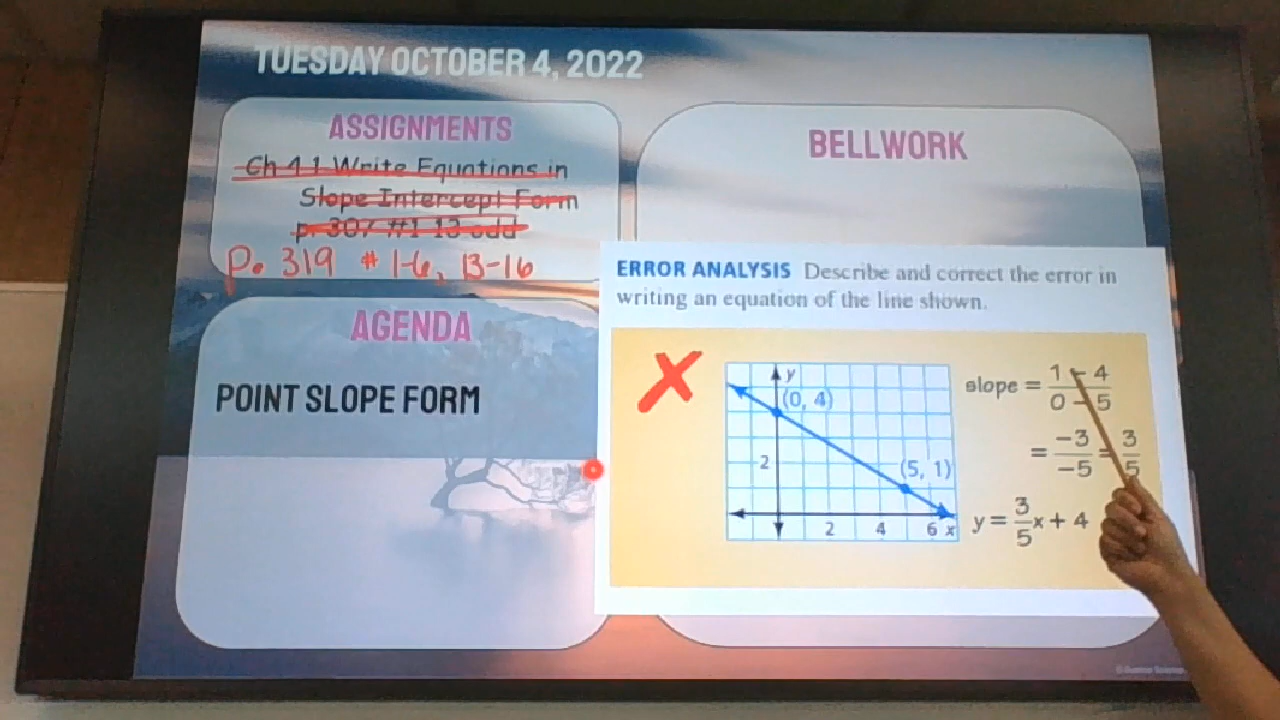 TUESDAY OCTOBER 4, 2022
ASSIGNMENTS
Ch 4.1 Write Equations in
Slope Intercept Form
p. 307 #1-13 odd
P. 319 # 1-6, 13-16
AGENDA
POINT SLOPE FORM
BELLWORK
ERROR ANALYSIS Describe and correct the error in
writing an equation of the line shown.
y
(0, 4)
(5, 1)
2
2 4 6 x
slope = 1 - 4 / 0 - 5
= -3 / -5 = 3 / 5
y = 3/5 x + 4